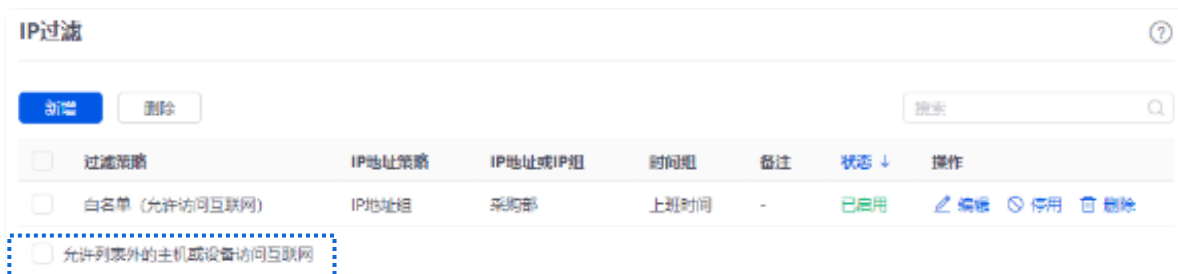 IP过滤
新增 删除 搜索
过滤策略 IP地址策略 IP地址或IP组 时间组 备注 状态 ↓ 操作
白名单（允许访问互联网） IP地址组 采购部 上班时间 - 已启用 编辑 停用 删除
允许列表外的主机或设备访问互联网